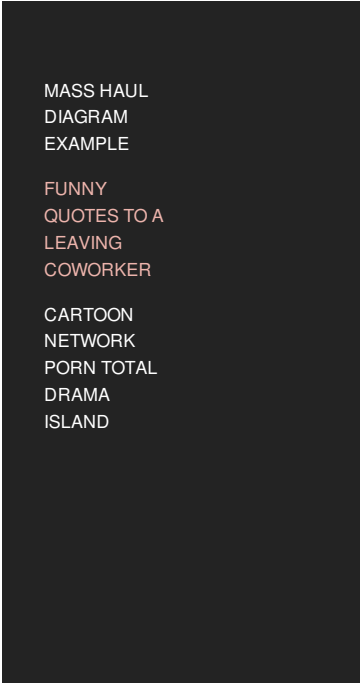 MASS HAUL
DIAGRAM
EXAMPLE
FUNNY
QUOTES TO A
LEAVING
COWORKER
CARTOON
NETWORK
PORN TOTAL
DRAMA
ISLAND